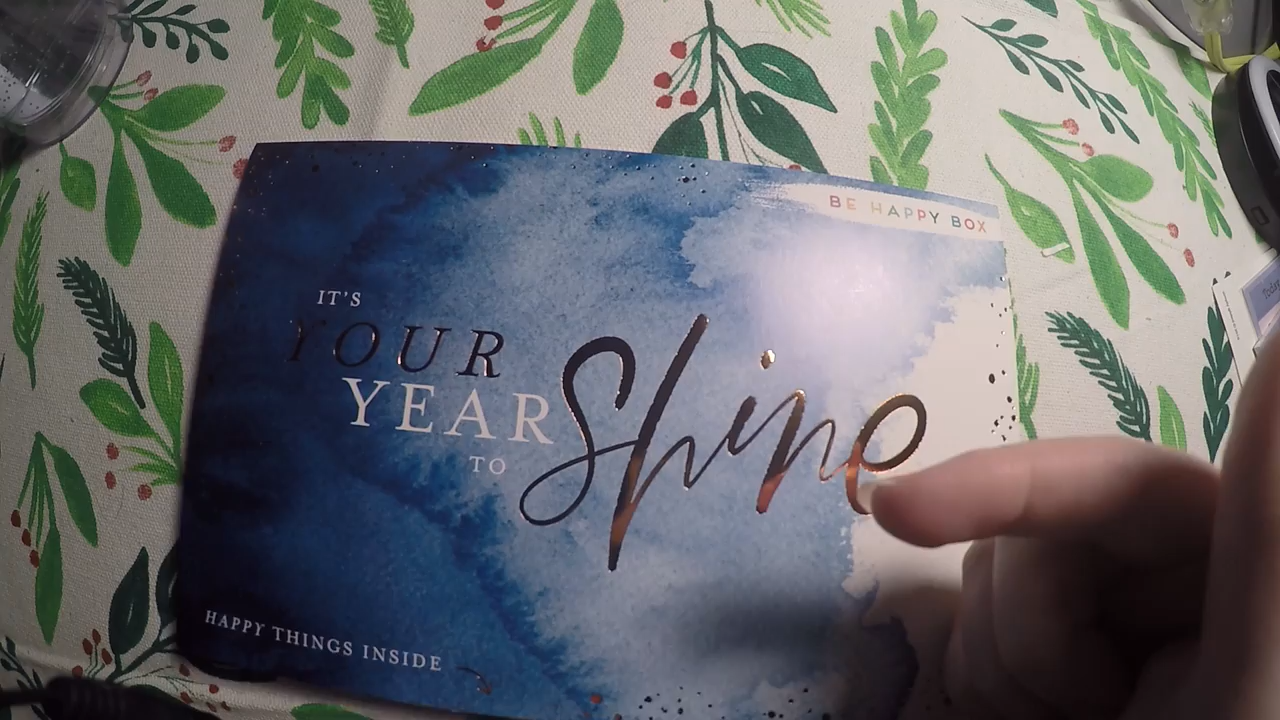 BE HAPPY BOX
IT'S
YOUR
YEAR
TO
Shine
HAPPY THINGS INSIDE